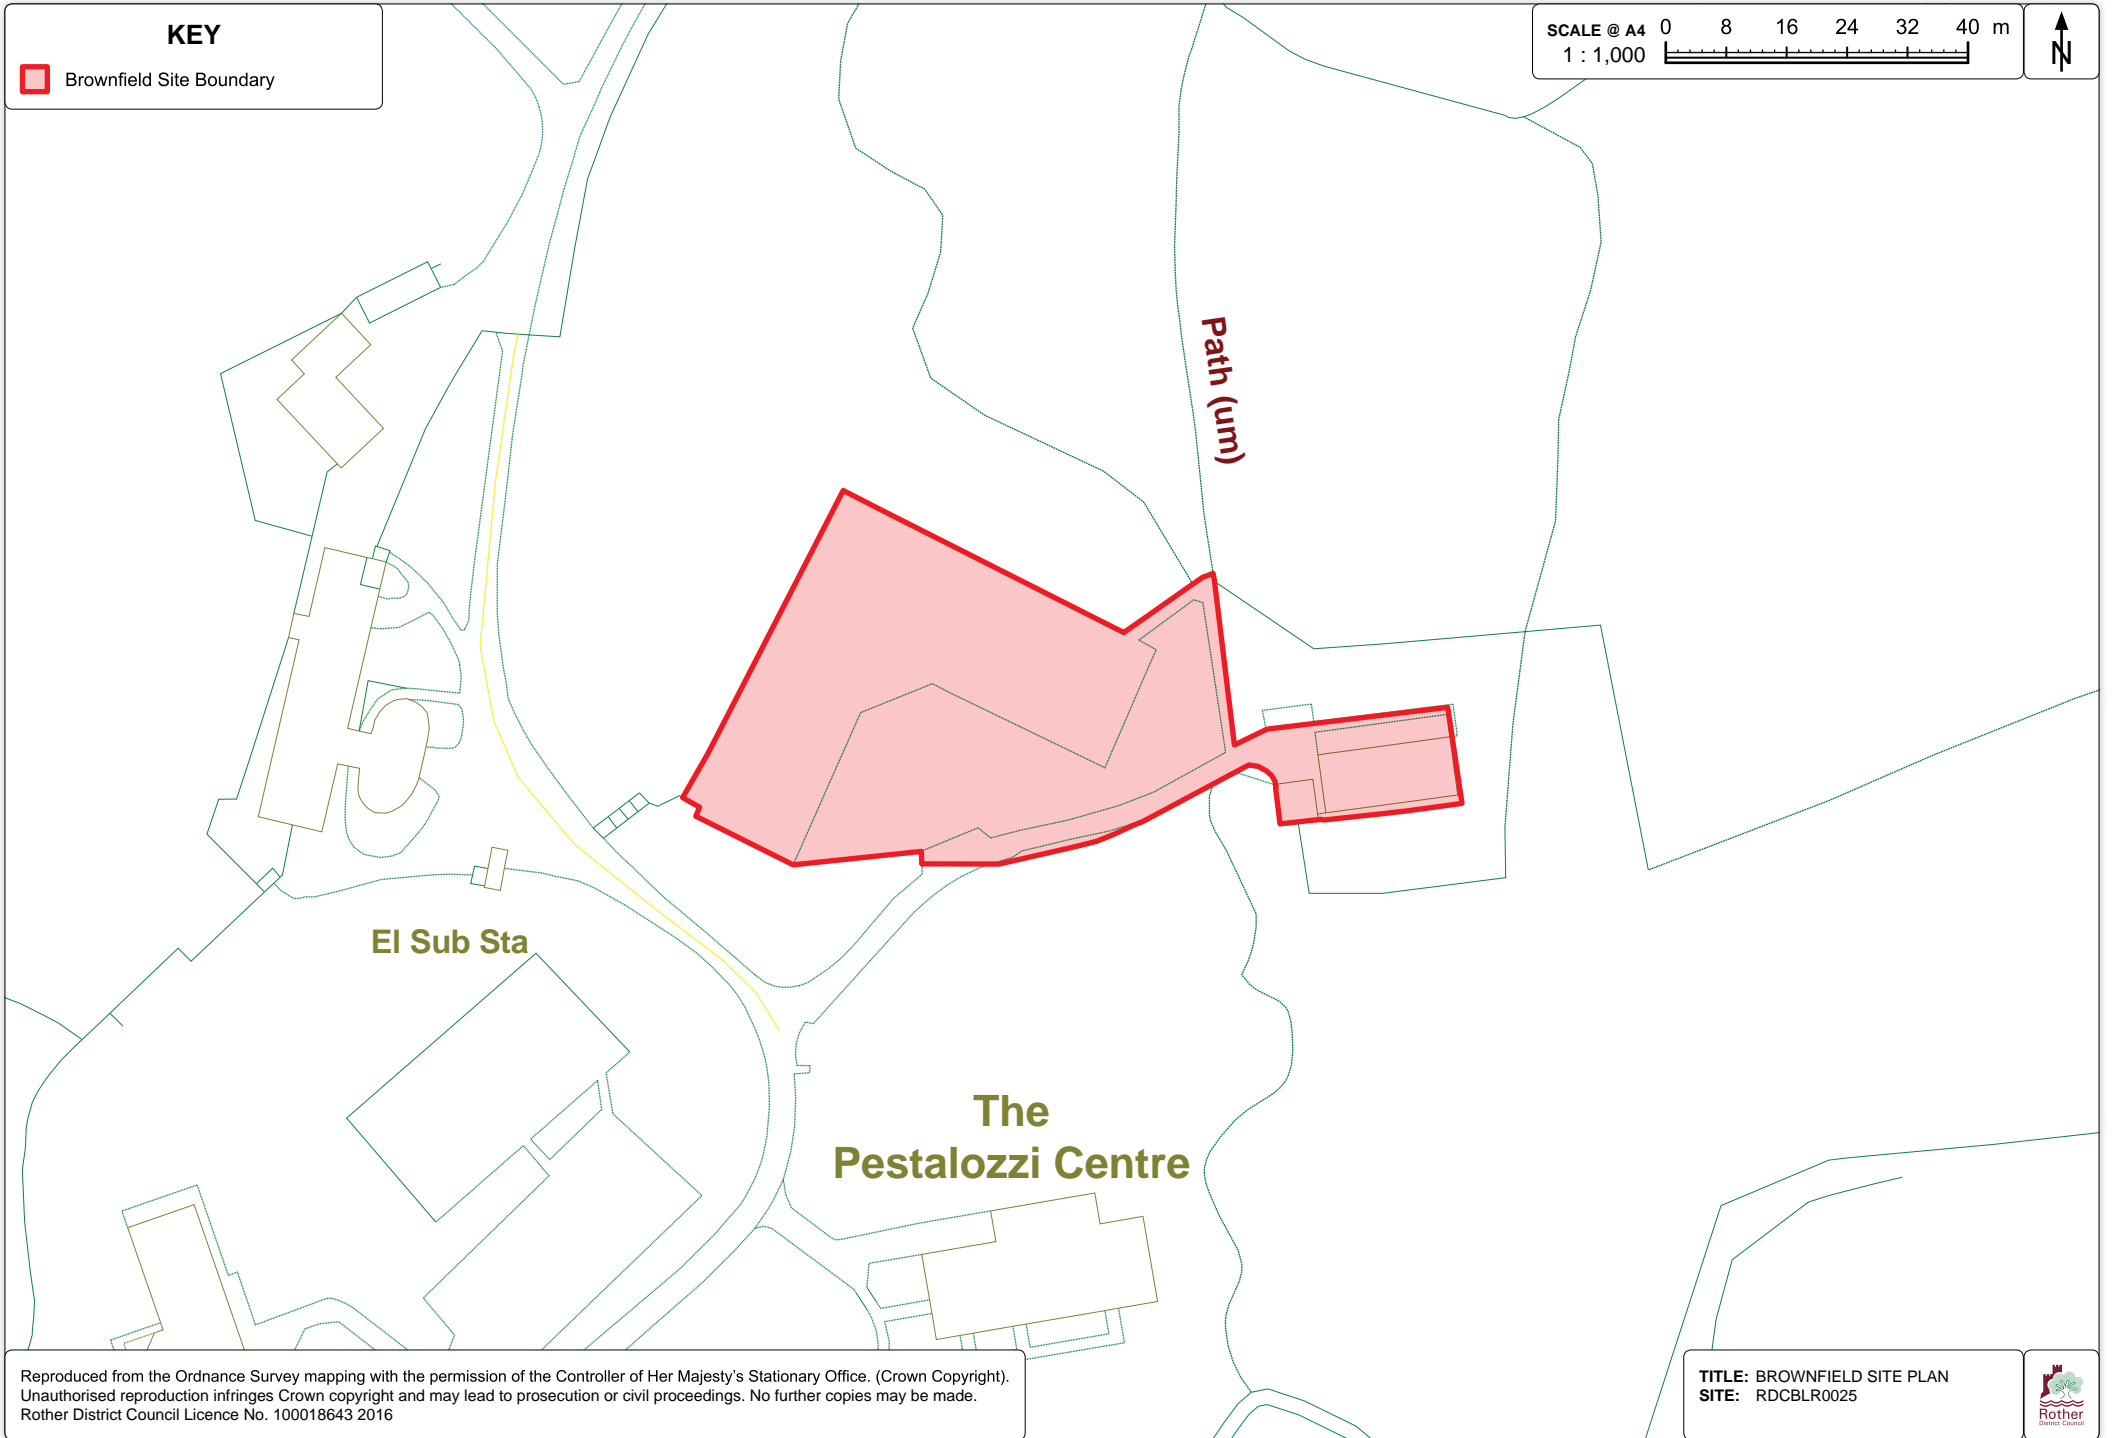 KEY
Brownfield Site Boundary
SCALE @ A4 0 8 16 24 32 40 m
1 : 1,000
N
Path (um)
El Sub Sta
The
Pestalozzi Centre
Reproduced from the Ordnance Survey mapping with the permission of the Controller of Her Majesty’s Stationary Office. (Crown Copyright).
Unauthorised reproduction infringes Crown copyright and may lead to prosecution or civil proceedings. No further copies may be made.
Rother District Council Licence No. 100018643 2016
TITLE: BROWNFIELD SITE PLAN
SITE: RDCBLR0025
Rother
District Council